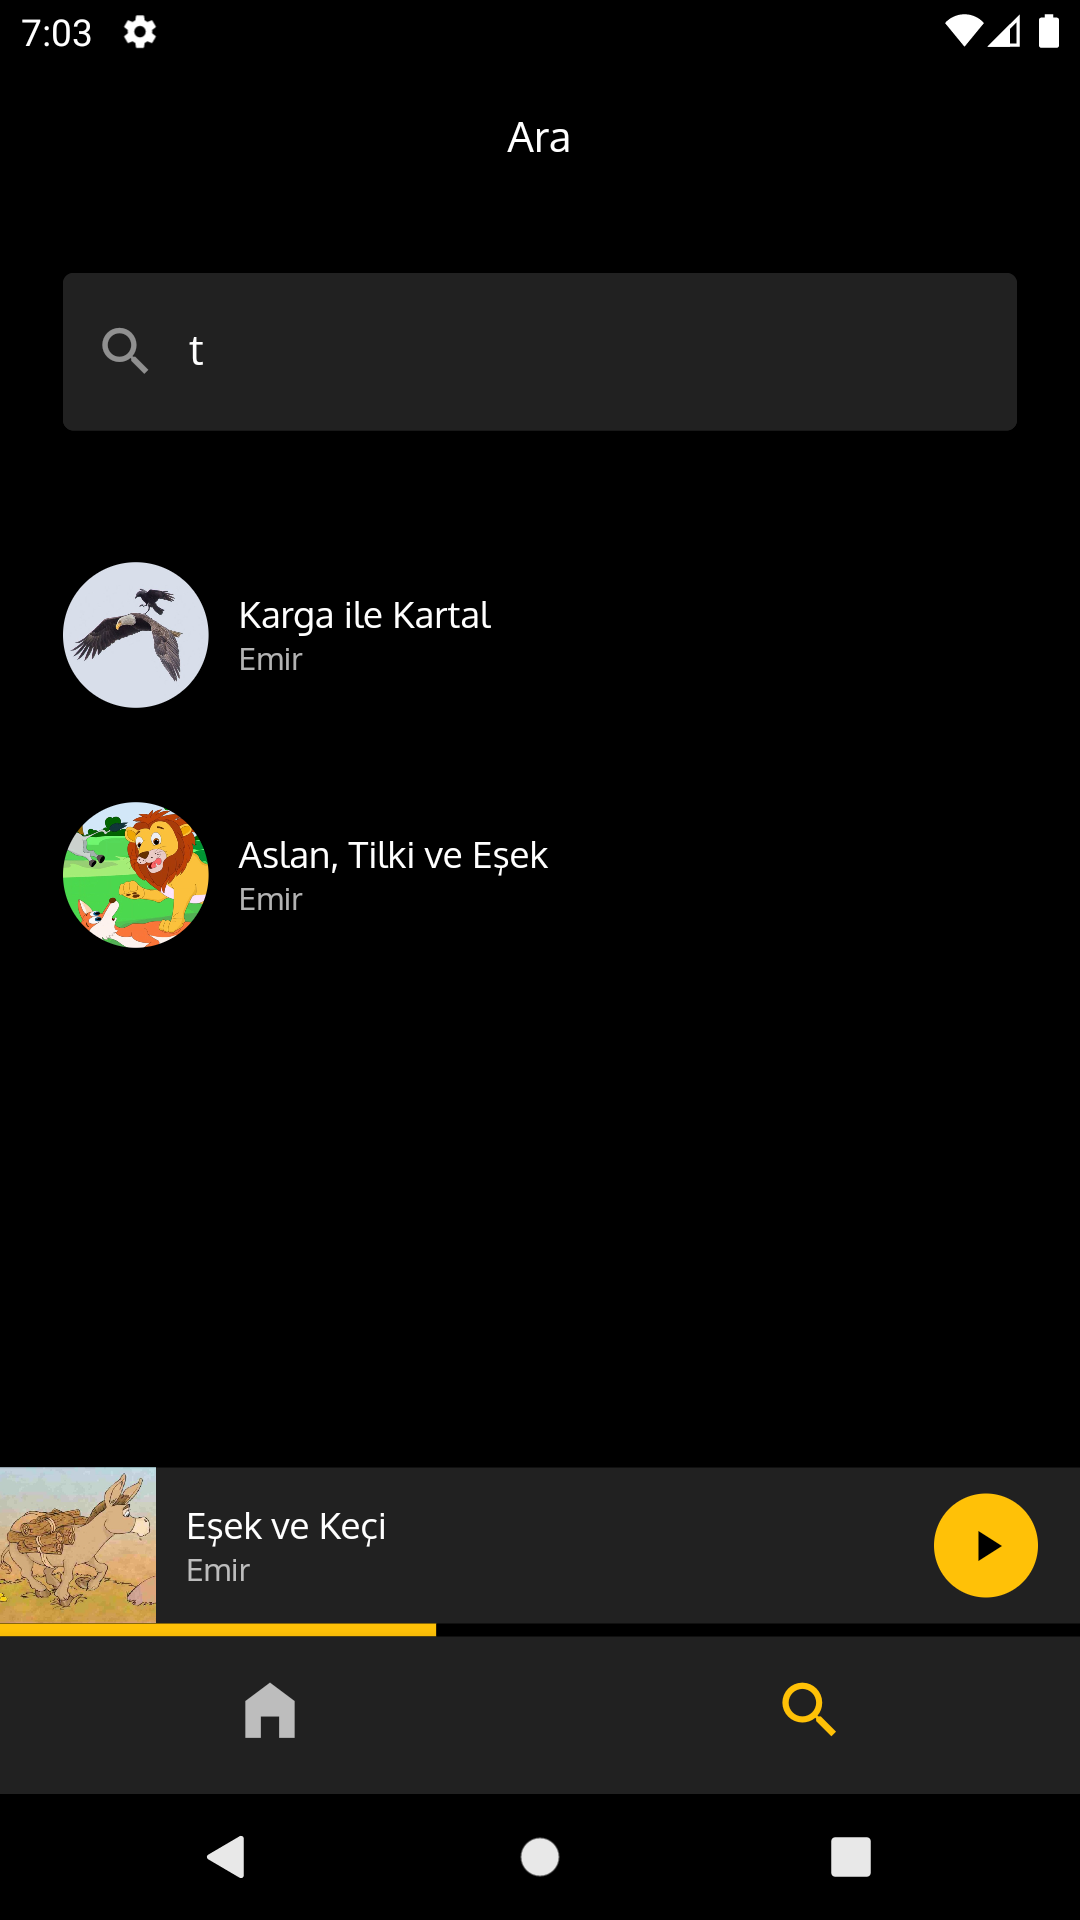 7:03
Ara
t
Karga ile Kartal
Emir
Aslan, Tilki ve Eşek
Emir
Eşek ve Keçi
Emir